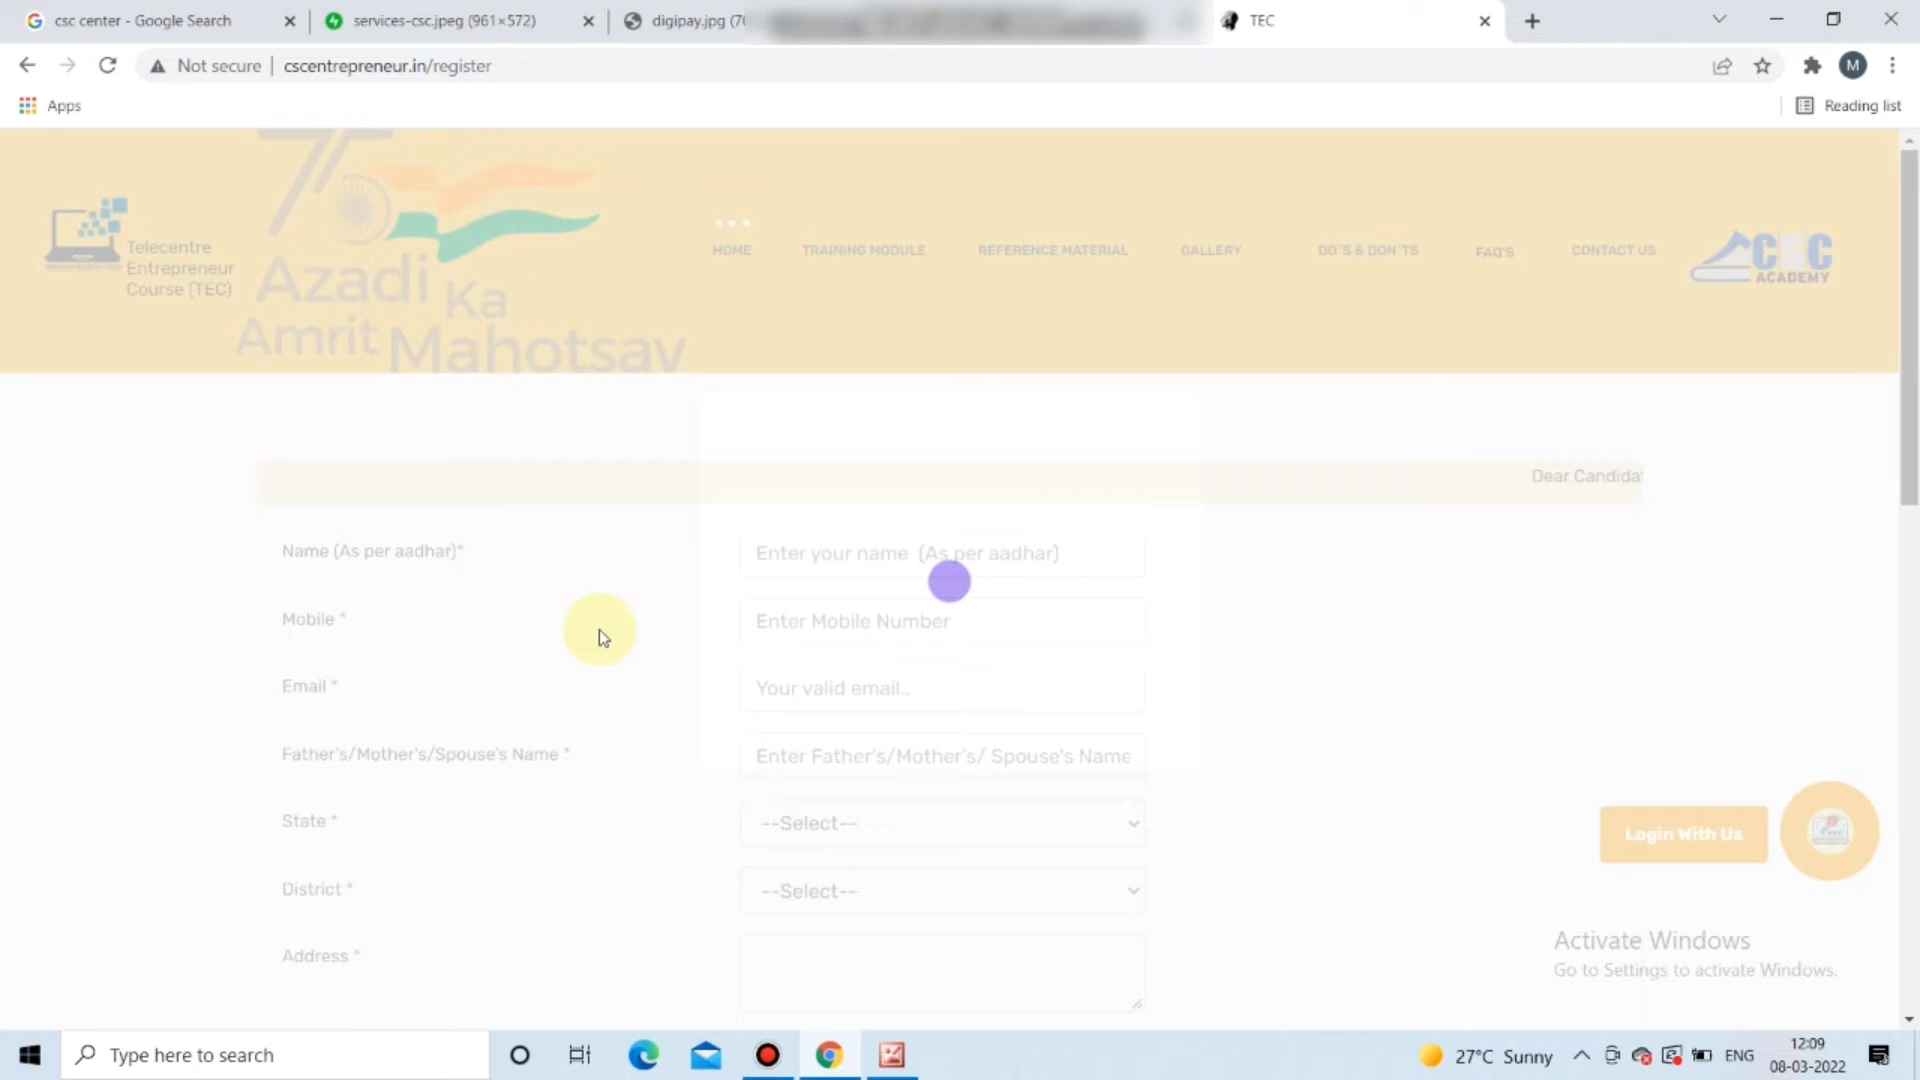 csc center - Google Search
services-csc.jpeg (961×572)
digipay.jpg (70
TEC
Not secure
cscentrepreneur.in/register
M
Apps
Reading list
75
Azadi Ka
Amrit Mahotsav
Telecentre
Entrepreneur
Course (TEC)
HOME
TRAINING MODULE
REFERENCE MATERIAL
GALLERY
DO`S & DON`TS
FAQ'S
CONTACT US
CSC
ACADEMY
Dear Candidat
Name (As per aadhar)*
Enter your name (As per aadhar)
Mobile *
Enter Mobile Number
Email *
Your valid email..
Father's/Mother's/Spouse's Name *
Enter Father's/Mother's/ Spouse's Name
State *
--Select--
District *
--Select--
Address *
Login With Us
Activate Windows
Go to Settings to activate Windows.
Type here to search
27°C Sunny
ENG
12:09
08-03-2022